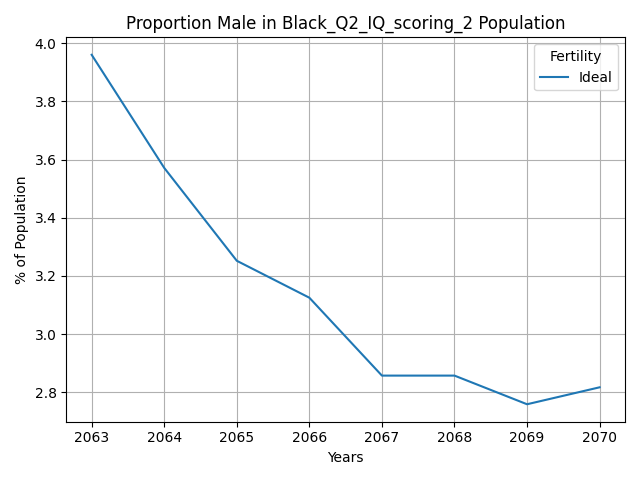 Proportion Male in Black_Q2_IQ_scoring_2 Population
4.0
3.8
3.6
3.4
3.2
3.0
2.8
% of Population
Fertility
Ideal
2063 2064 2065 2066 2067 2068 2069 2070
Years